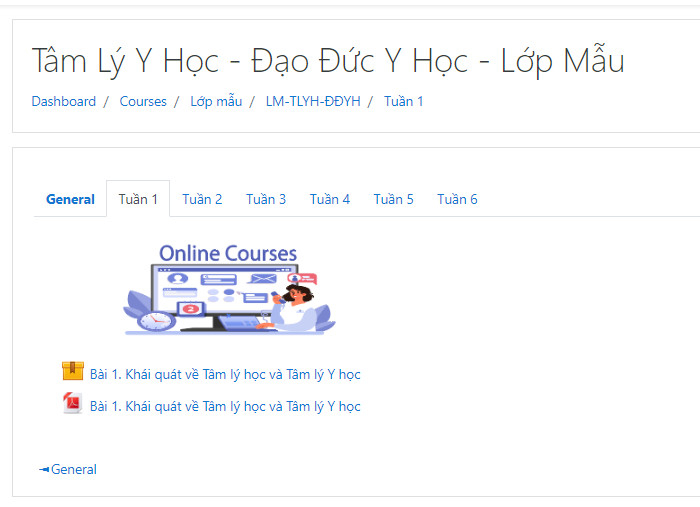 Tâm Lý Y Học - Đạo Đức Y Học - Lớp Mẫu
Dashboard / Courses / Lớp mẫu / LM-TLYH-ĐĐYH / Tuần 1
General Tuần 1 Tuần 2 Tuần 3 Tuần 4 Tuần 5 Tuần 6
Online Courses
Bài 1. Khái quát về Tâm lý học và Tâm lý Y học
Bài 1. Khái quát về Tâm lý học và Tâm lý Y học
◄General